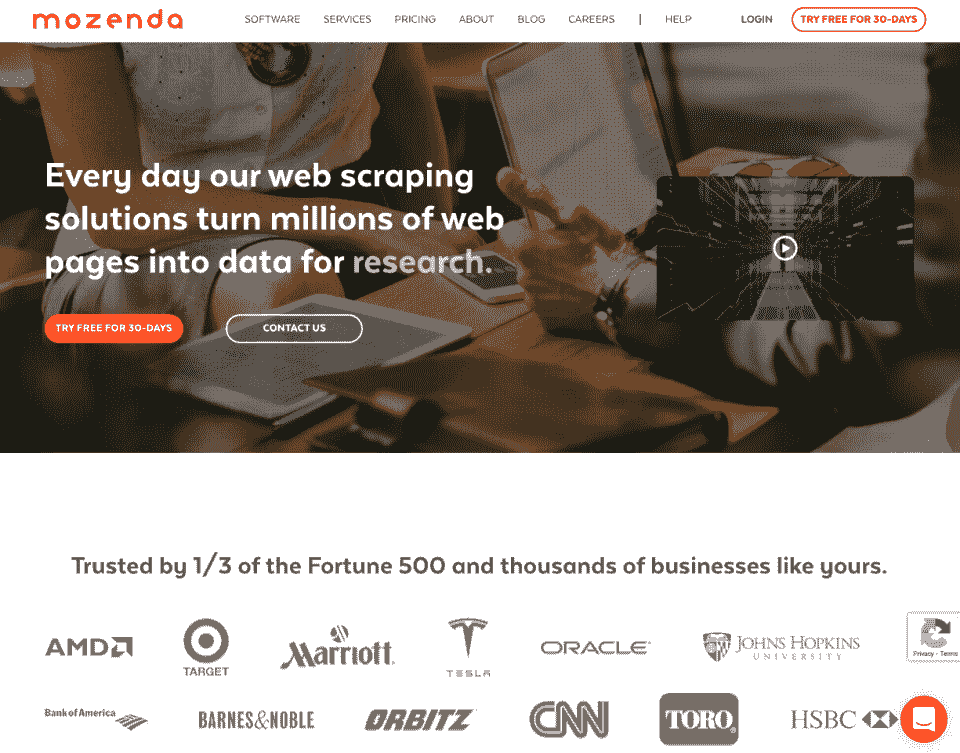 mozenda SOFTWARE SERVICES PRICING ABOUT BLOG CAREERS | HELP LOGIN TRY FREE FOR 30-DAYS
Every day our web scraping
solutions turn millions of web
pages into data for research.
TRY FREE FOR 30-DAYS CONTACT US
Trusted by 1/3 of the Fortune 500 and thousands of businesses like yours.
AMD TARGET Marriott. TESLA ORACLE® JOHNS HOPKINS
UNIVERSITY
Privacy - Terms
Bank of America BARNES&NOBLE ORBITZ CNN TORO® HSBC